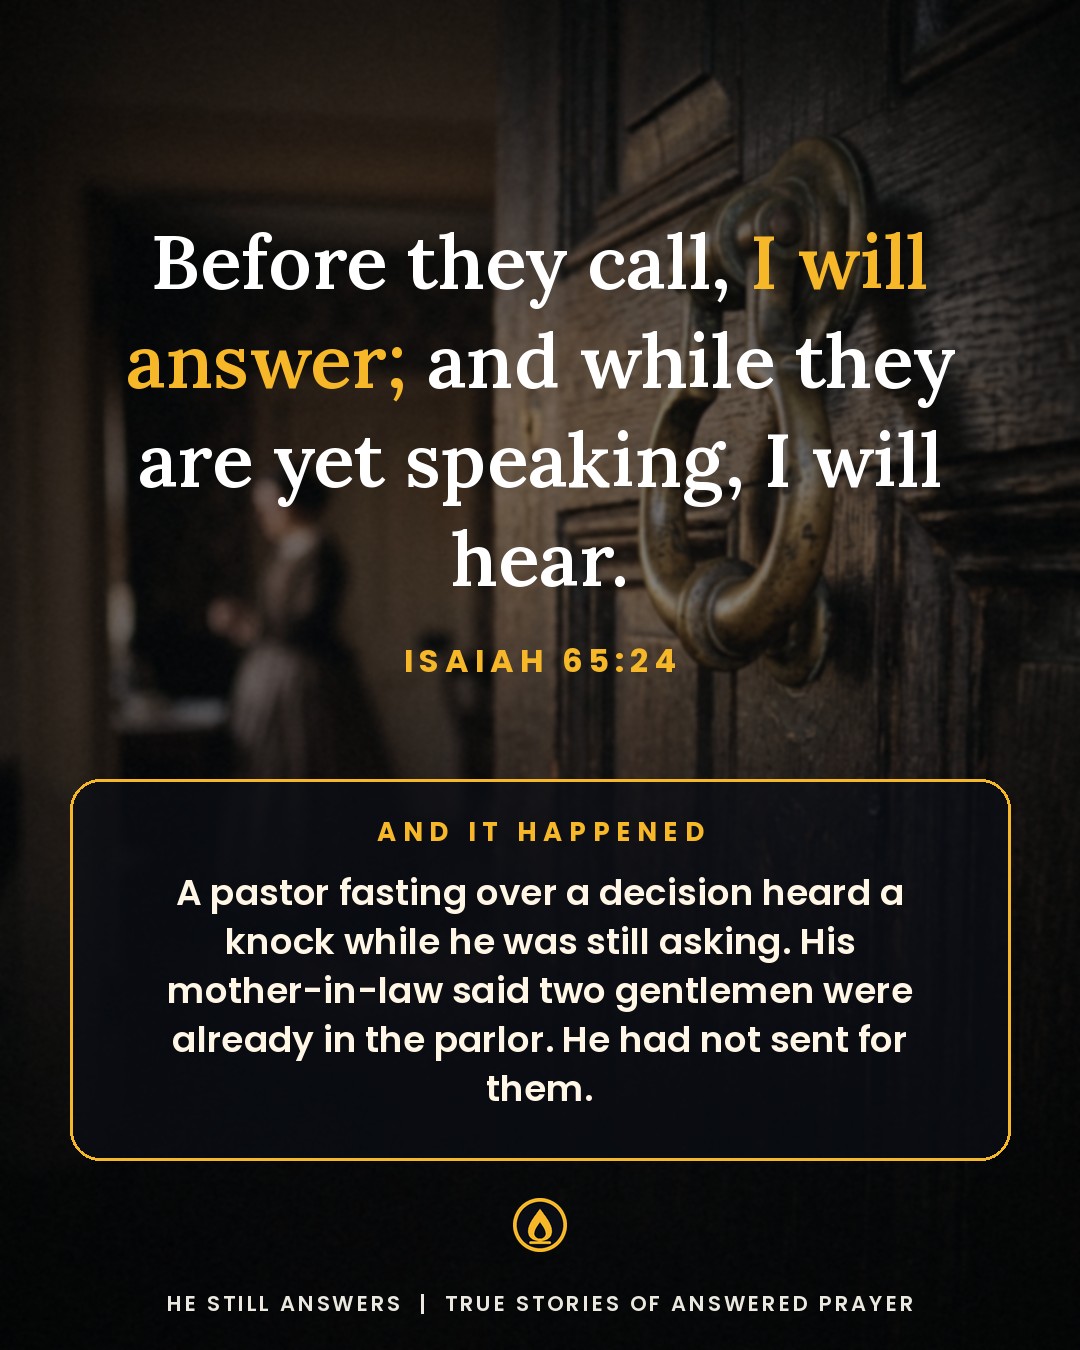 Before they call, I will
answer; and while they
are yet speaking, I will
hear.
ISAIAH 65:24
AND IT HAPPENED
A pastor fasting over a decision heard a
knock while he was still asking. His
mother-in-law said two gentlemen were
already in the parlor. He had not sent for
them.
HE STILL ANSWERS | TRUE STORIES OF ANSWERED PRAYER